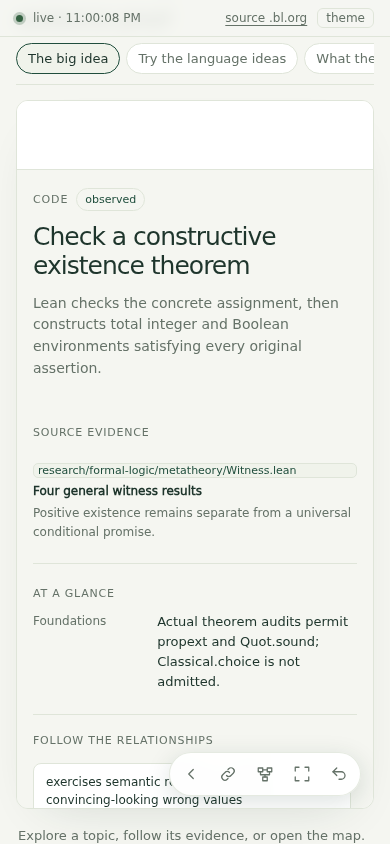 live · 11:00:08 PM
source .bl.org
theme
The big idea
Try the language ideas
What the
CODE
observed
Check a constructive
existence theorem
Lean checks the concrete assignment, then
constructs total integer and Boolean
environments satisfying every original
assertion.
SOURCE EVIDENCE
research/formal-logic/metatheory/Witness.lean
Four general witness results
Positive existence remains separate from a universal
conditional promise.
AT A GLANCE
Foundations
Actual theorem audits permit
propext and Quot.sound;
Classical.choice is not
admitted.
FOLLOW THE RELATIONSHIPS
exercises semantic
convincing-looking wrong values
Explore a topic, follow its evidence, or open the map.